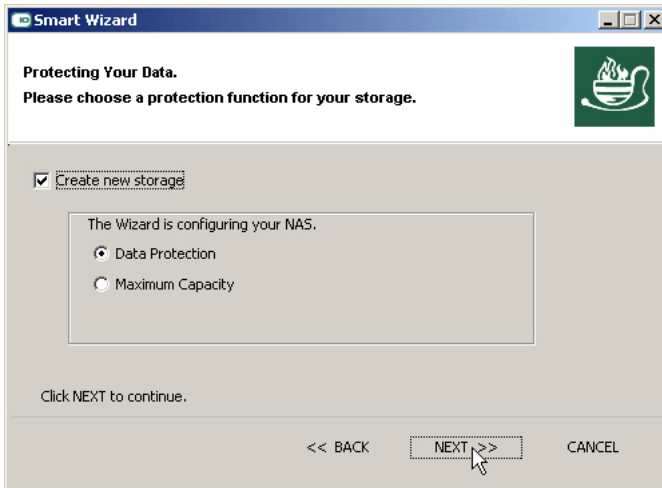 Smart Wizard
Protecting Your Data.
Please choose a protection function for your storage.
Create new storage
The Wizard is configuring your NAS.
Data Protection
Maximum Capacity
Click NEXT to continue.
<< BACK NEXT >> CANCEL